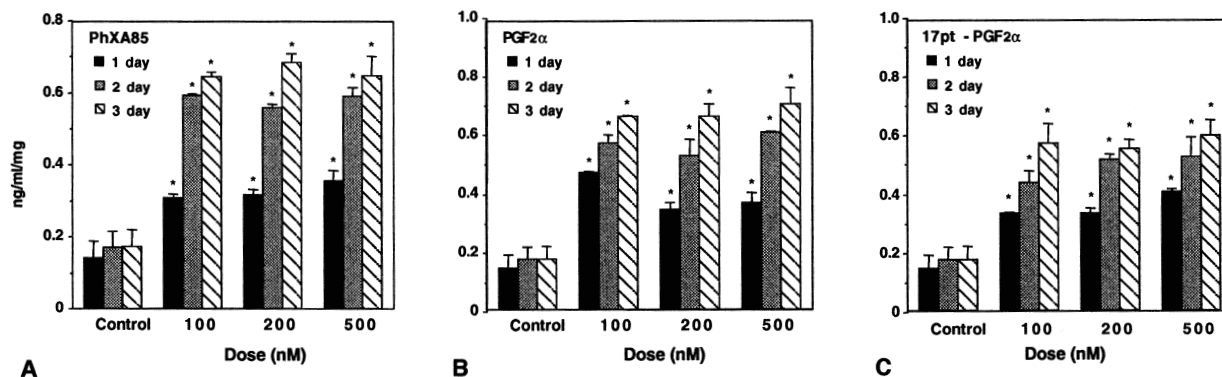 PhXA85
1 day
2 day
3 day
ng/ml/mg
0.8
0.6
0.4
0.2
0
* * * * * * * * *
Control 100 200 500
Dose (nM)
A
PGF2α
1 day
2 day
3 day
1.0
0.8
0.6
0.4
0.2
0.0
* * * * * * * * *
Control 100 200 500
Dose (nM)
B
17pt - PGF2α
1 day
2 day
3 day
1.0
0.8
0.6
0.4
0.2
0.0
* * * * * * * * *
Control 100 200 500
Dose (nM)
C